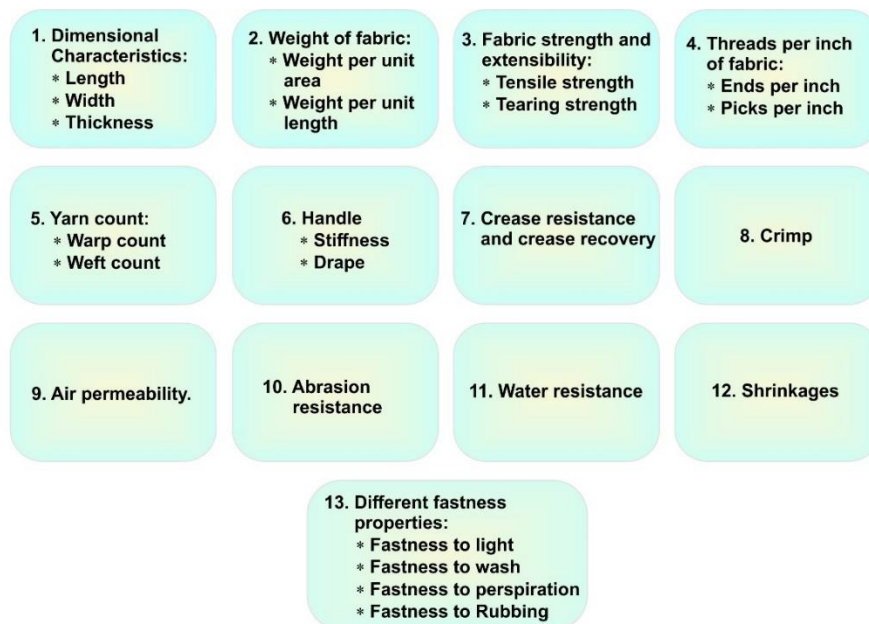 1. Dimensional
Characteristics:
* Length
* Width
* Thickness
2. Weight of fabric:
* Weight per unit
area
* Weight per unit
length
3. Fabric strength and
extensibility:
* Tensile strength
* Tearing strength
4. Threads per inch
of fabric:
* Ends per inch
* Picks per inch
5. Yarn count:
* Warp count
* Weft count
6. Handle
* Stiffness
* Drape
7. Crease resistance
and crease recovery
8. Crimp
9. Air permeability.
10. Abrasion
resistance
11. Water resistance
12. Shrinkages
13. Different fastness
properties:
* Fastness to light
* Fastness to wash
* Fastness to perspiration
* Fastness to Rubbing